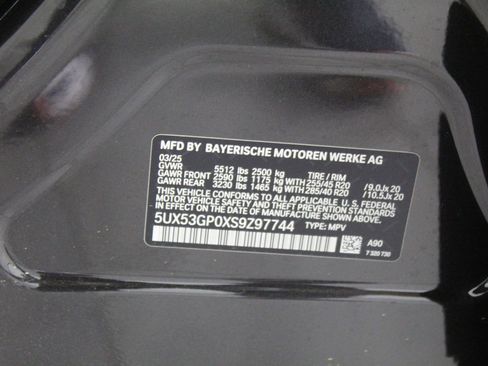 MFD BY BAYERISCHE MOTOREN WERKE AG
03/25
GVWR 5512 lbs 2500 kg TIRE / RIM
GAWR FRONT 2590 lbs 1175 kg WITH 255/45 R20 /9.0Jx 20
GAWR REAR 3230 lbs 1465 kg WITH 285/40 R20 /10.5Jx 20
THIS VEHICLE CONFORMS TO ALL APPLICABLE U.S. FEDERAL
MOTOR VEHICLE SAFETY STANDARDS IN EFFECT ON THE
DATE OF MANUFACTURE SHOWN ABOVE.
5UX53GP0XS9Z97744 TYPE: MPV
A90
7 320 730